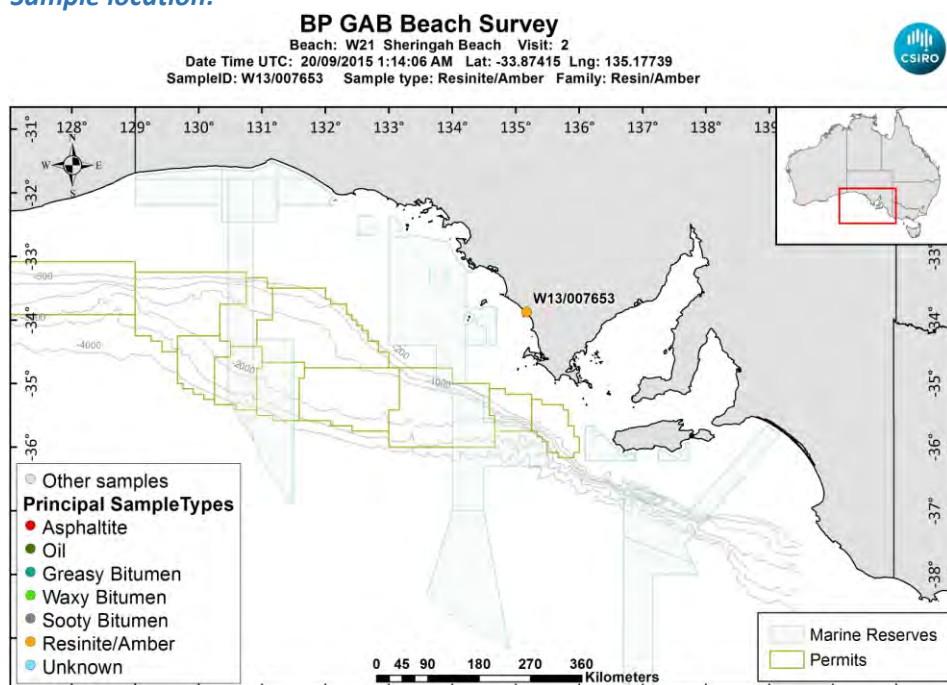 Sample location:
BP GAB Beach Survey
Beach: W21 Sheringah Beach Visit: 2
Date Time UTC: 20/09/2015 1:14:06 AM Lat: -33.87415 Lng: 135.17739
SampleID: W13/007653 Sample type: Resinite/Amber Family: Resin/Amber
CSIRO
128° 129° 130° 131° 132° 133° 134° 135° 136° 137° 138° 139
-31°
-32°
-33°
-34°
-35°
-36°
-37°
-38°
N
W E
S
-31°
-32°
-33°
-34°
-35°
-36°
-37°
-38°
W13/007653
-200
-1000
-2000
-4000
Other samples
Principal SampleTypes
Asphaltite
Oil
Greasy Bitumen
Waxy Bitumen
Sooty Bitumen
Resinite/Amber
Unknown
0 45 90 180 270 360
Kilometers
Marine Reserves
Permits